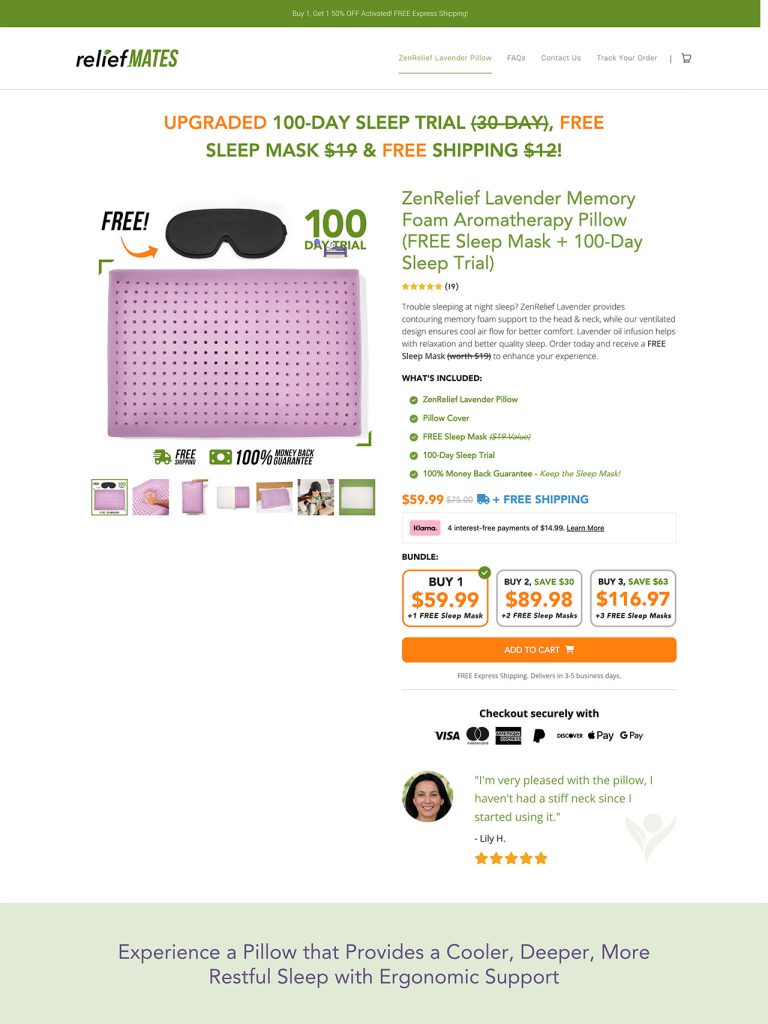 Buy 1, Get 1 50% OFF Activated! FREE Express Shipping!
reliefMATES
ZenRelief Lavender Pillow
FAQs
Contact Us
Track Your Order
UPGRADED 100-DAY SLEEP TRIAL (30 DAY), FREE
SLEEP MASK $19 & FREE SHIPPING $12!
FREE!
100
DAY TRIAL
FREE
SHIPPING
100% MONEY BACK
GUARANTEE
ZenRelief Lavender Memory
Foam Aromatherapy Pillow
(FREE Sleep Mask + 100-Day
Sleep Trial)
(19)
Trouble sleeping at night sleep? ZenRelief Lavender provides
contouring memory foam support to the head & neck, while our ventilated
design ensures cool air flow for better comfort. Lavender oil infusion helps
with relaxation and better quality sleep. Order today and receive a FREE
Sleep Mask (worth $19) to enhance your experience.
WHAT'S INCLUDED:
ZenRelief Lavender Pillow
Pillow Cover
FREE Sleep Mask ($19 Value)
100-Day Sleep Trial
100% Money Back Guarantee - Keep the Sleep Mask!
$59.99 $75.00 + FREE SHIPPING
Klarna. 4 interest-free payments of $14.99. Learn More
BUNDLE:
BUY 1
$59.99
+1 FREE Sleep Mask
BUY 2, SAVE $30
$89.98
+2 FREE Sleep Masks
BUY 3, SAVE $63
$116.97
+3 FREE Sleep Masks
ADD TO CART
FREE Express Shipping. Delivers in 3-5 business days.
Checkout securely with
VISA mastercard AMERICAN EXPRESS DISCOVER Pay G Pay
"I'm very pleased with the pillow, I
haven't had a stiff neck since I
started using it."
- Lily H.
Experience a Pillow that Provides a Cooler, Deeper, More
Restful Sleep with Ergonomic Support